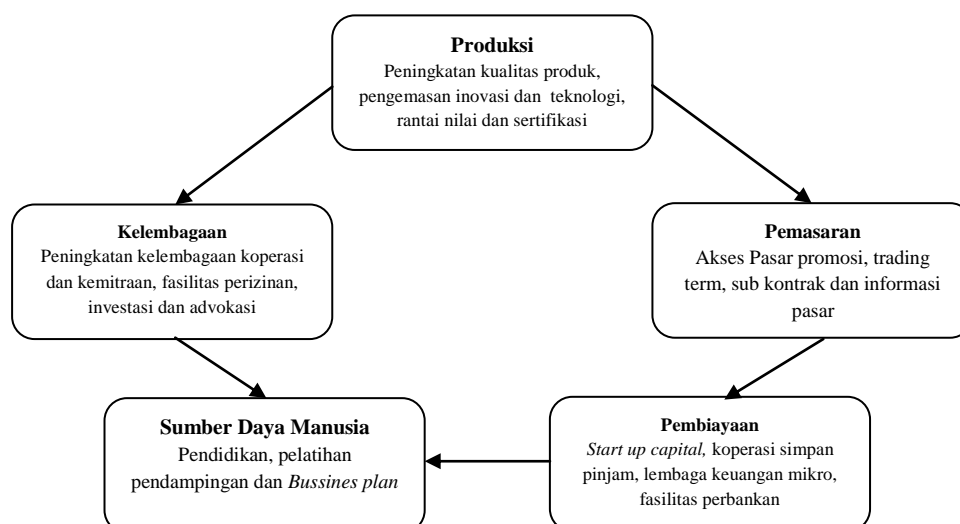 Produksi
Peningkatan kualitas produk,
pengemasan inovasi dan teknologi,
rantai nilai dan sertifikasi
Kelembagaan
Peningkatan kelembagaan koperasi
dan kemitraan, fasilitas perizinan,
investasi dan advokasi
Pemasaran
Akses Pasar promosi, trading
term, sub kontrak dan informasi
pasar
Sumber Daya Manusia
Pendidikan, pelatihan
pendampingan dan Bussines plan
Pembiayaan
Start up capital, koperasi simpan
pinjam, lembaga keuangan mikro,
fasilitas perbankan